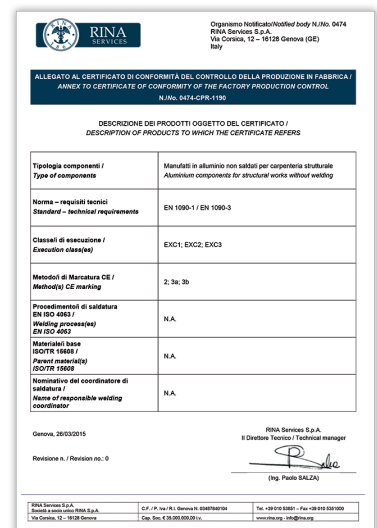 RINA
SERVICES
Organismo Notificato/Notified body N./No. 0474
RINA Services S.p.A.
Via Corsica, 12 – 16128 Genova (GE)
Italy
ALLEGATO AL CERTIFICATO DI CONFORMITÀ DEL CONTROLLO DELLA PRODUZIONE IN FABBRICA /
ANNEX TO CERTIFICATE OF CONFORMITY OF THE FACTORY PRODUCTION CONTROL
N./No. 0474-CPR-1190
DESCRIZIONE DEI PRODOTTI OGGETTO DEL CERTIFICATO /
DESCRIPTION OF PRODUCTS TO WHICH THE CERTIFICATE REFERS
Tipologia componenti /
Type of components
Manufatti in alluminio non saldati per carpenteria strutturale
Aluminium components for structural works without welding
Norma – requisiti tecnici
Standard – technical requirements
EN 1090-1 / EN 1090-3
Classe/i di esecuzione /
Execution class(es)
EXC1; EXC2; EXC3
Metodo/i di Marcatura CE /
Method(s) CE marking
2; 3a; 3b
Procedimento/i di saldatura
EN ISO 4063 /
Welding process(es)
EN ISO 4063
N.A.
Materiale/i base
ISO/TR 15608 /
Parent material(s)
ISO/TR 15608
N.A.
Nominativo del coordinatore di
saldatura /
Name of responsible welding
coordinator
N.A.
Genova, 26/03/2015
RINA Services S.p.A.
Il Direttore Tecnico / Technical manager
Revisione n. / Revision no.: 0
(Ing. Paolo SALZA)
RINA Services S.p.A.
Società a socio unico RINA S.p.A.
Via Corsica, 12 – 16128 Genova
C.F. / P. Iva / R.I. Genova N. 03487840104
Cap. Soc. € 35.000.000,00 i.v.
Tel. +39 010 53851 – Fax +39 010 5351000
www.rina.org - info@rina.org